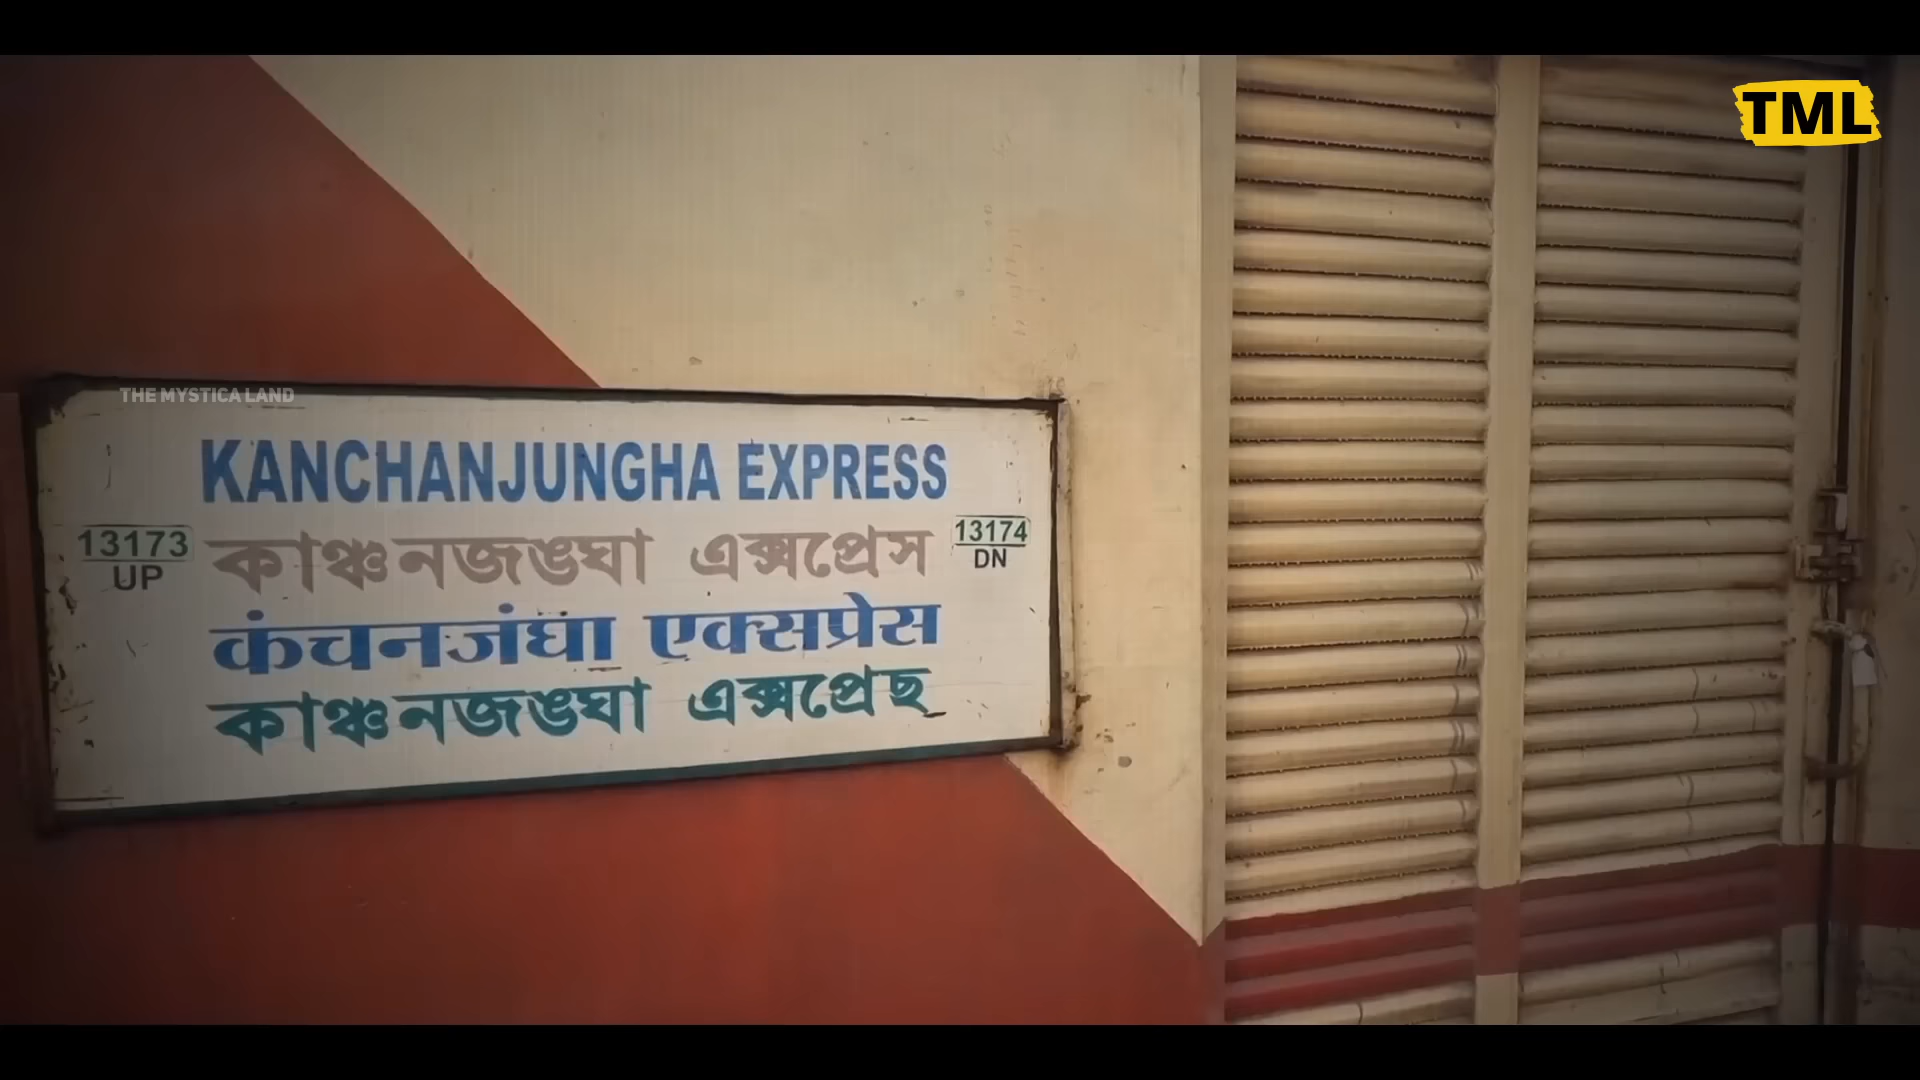 TML
THE MYSTICA LAND
KANCHANJUNGHA EXPRESS
13173
UP
কাঞ্চনজঙ্ঘা এক্সপ্রেস
13174
DN
कंचनजंघा एक्सप्रेस
কাঞ্চনজঙ্ঘা এক্সপ্ৰেছ